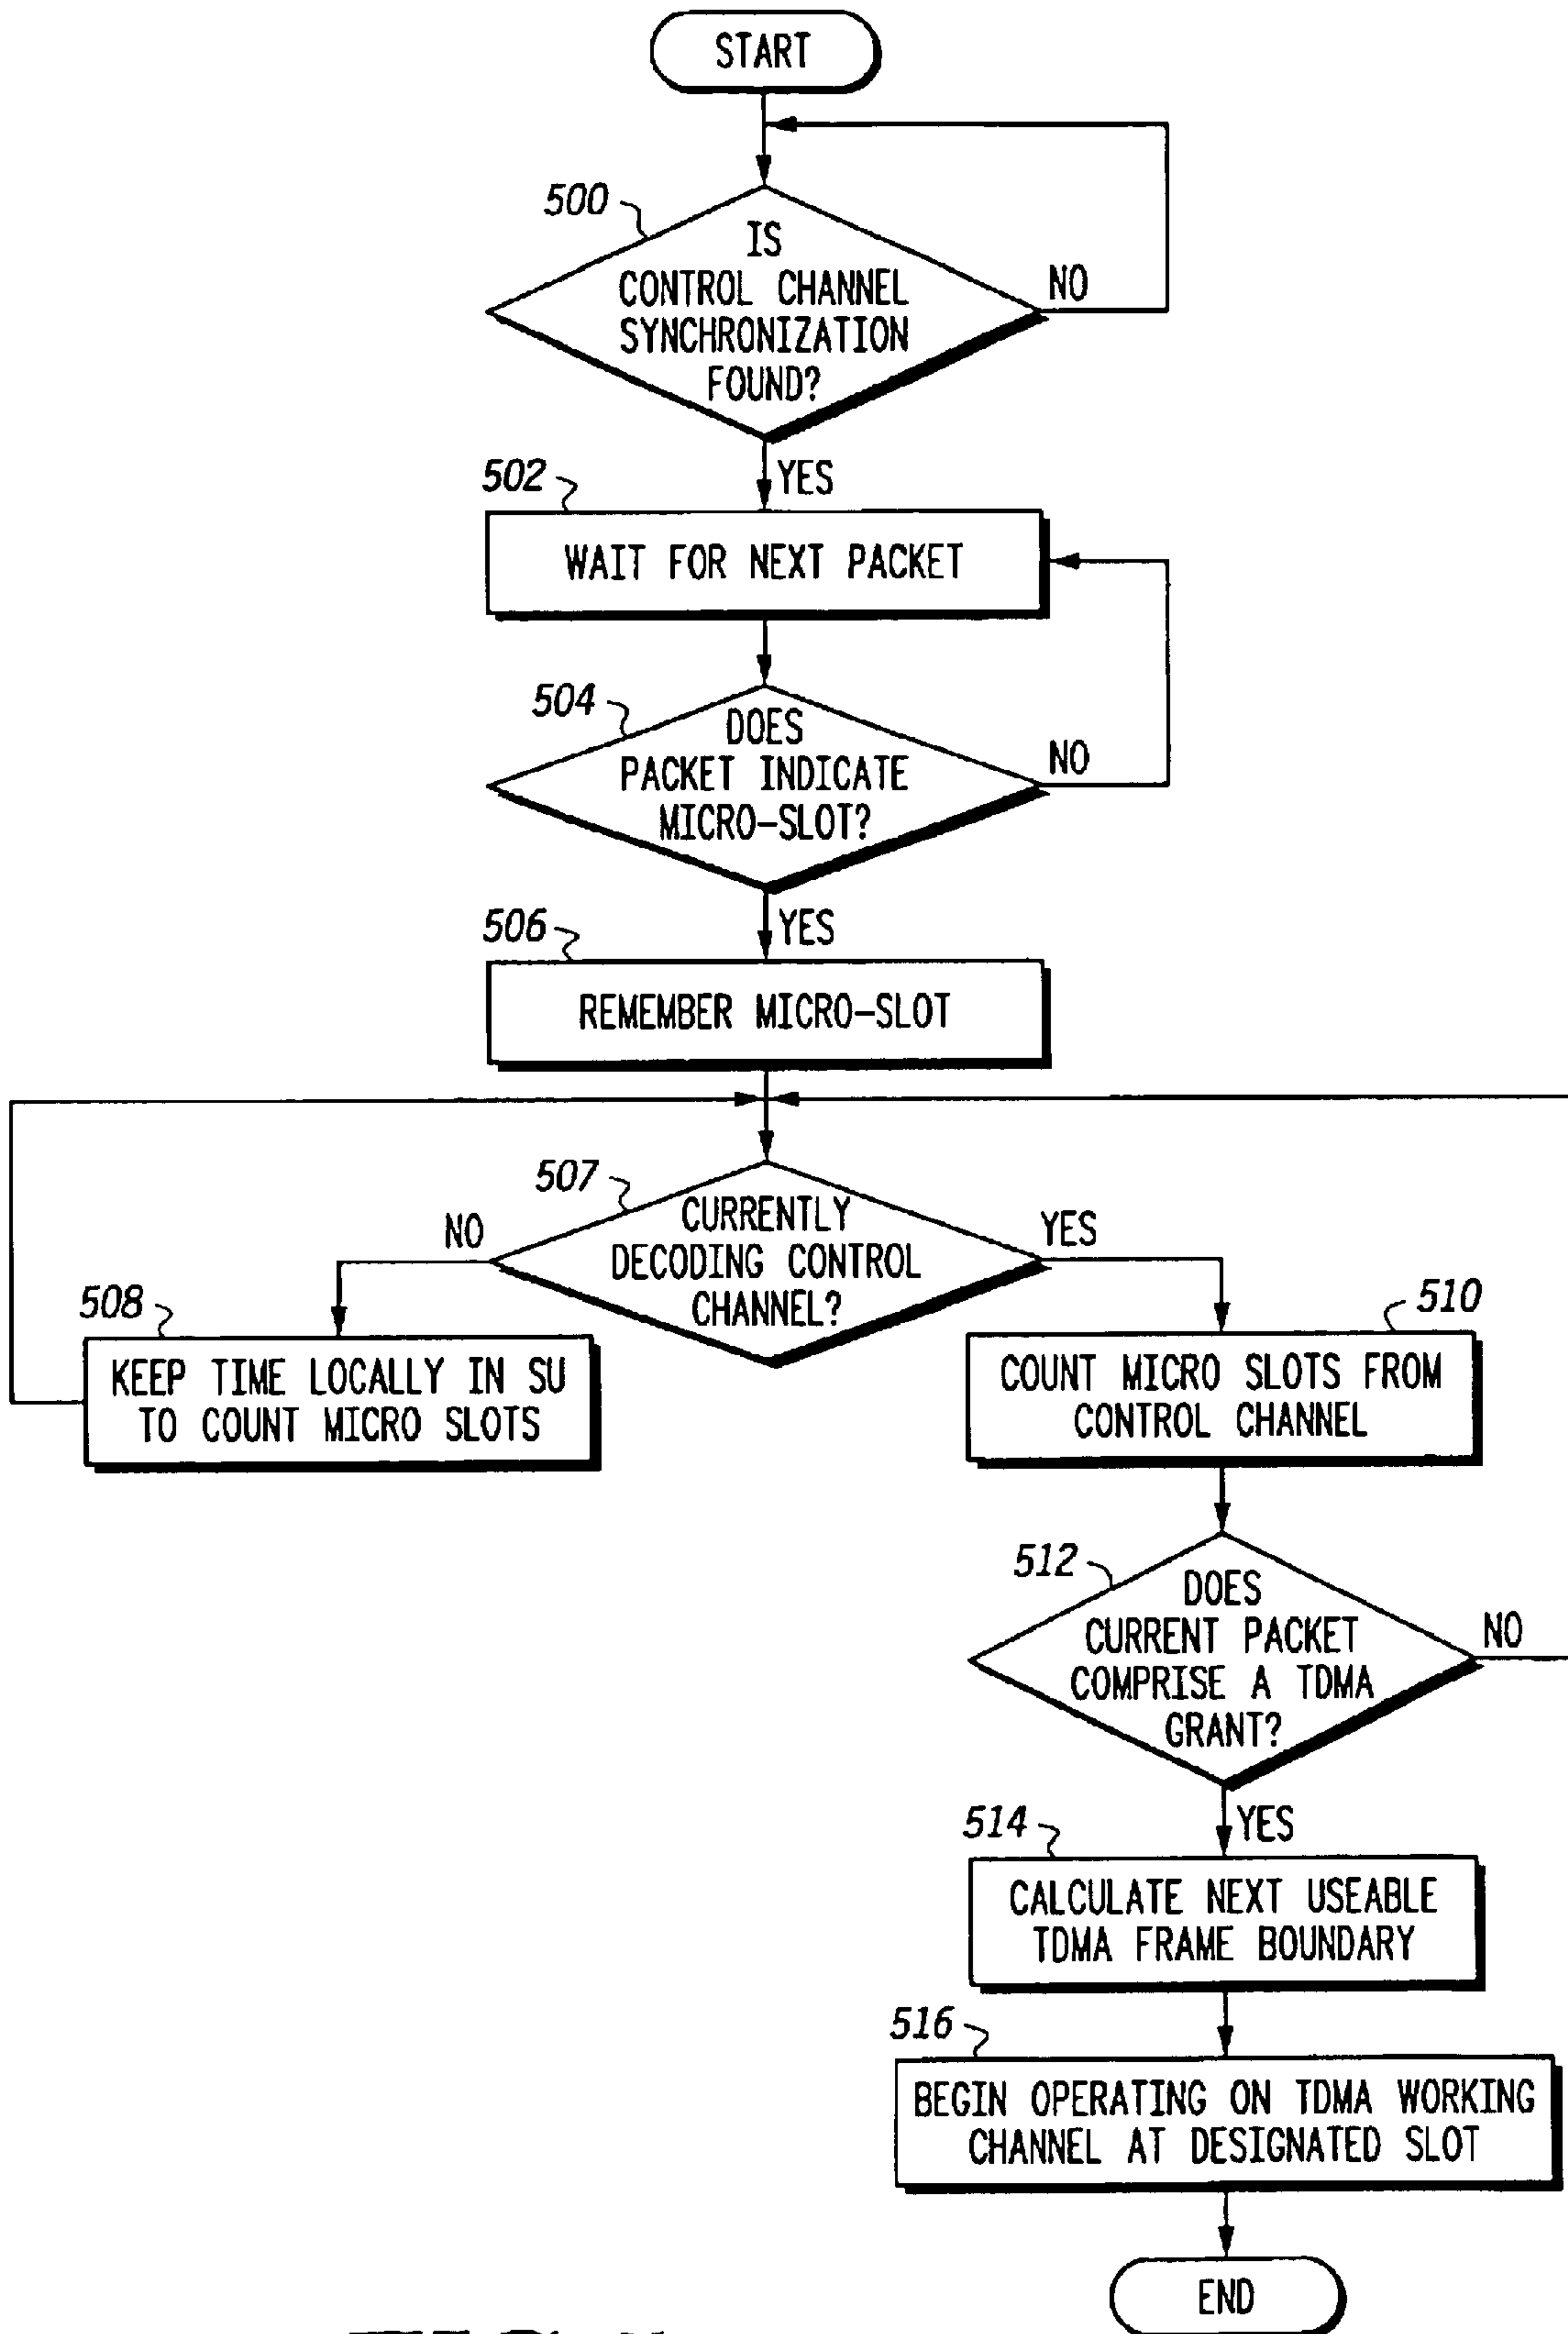 START
500
IS
CONTROL CHANNEL
SYNCHRONIZATION
FOUND?
NO
YES
502
WAIT FOR NEXT PACKET
504
DOES
PACKET INDICATE
MICRO-SLOT?
NO
YES
506
REMEMBER MICRO-SLOT
507
CURRENTLY
DECODING CONTROL
CHANNEL?
NO
YES
508
KEEP TIME LOCALLY IN SU
TO COUNT MICRO SLOTS
510
COUNT MICRO SLOTS FROM
CONTROL CHANNEL
512
DOES
CURRENT PACKET
COMPRISE A TDMA
GRANT?
NO
YES
514
CALCULATE NEXT USEABLE
TDMA FRAME BOUNDARY
516
BEGIN OPERATING ON TDMA WORKING
CHANNEL AT DESIGNATED SLOT
END